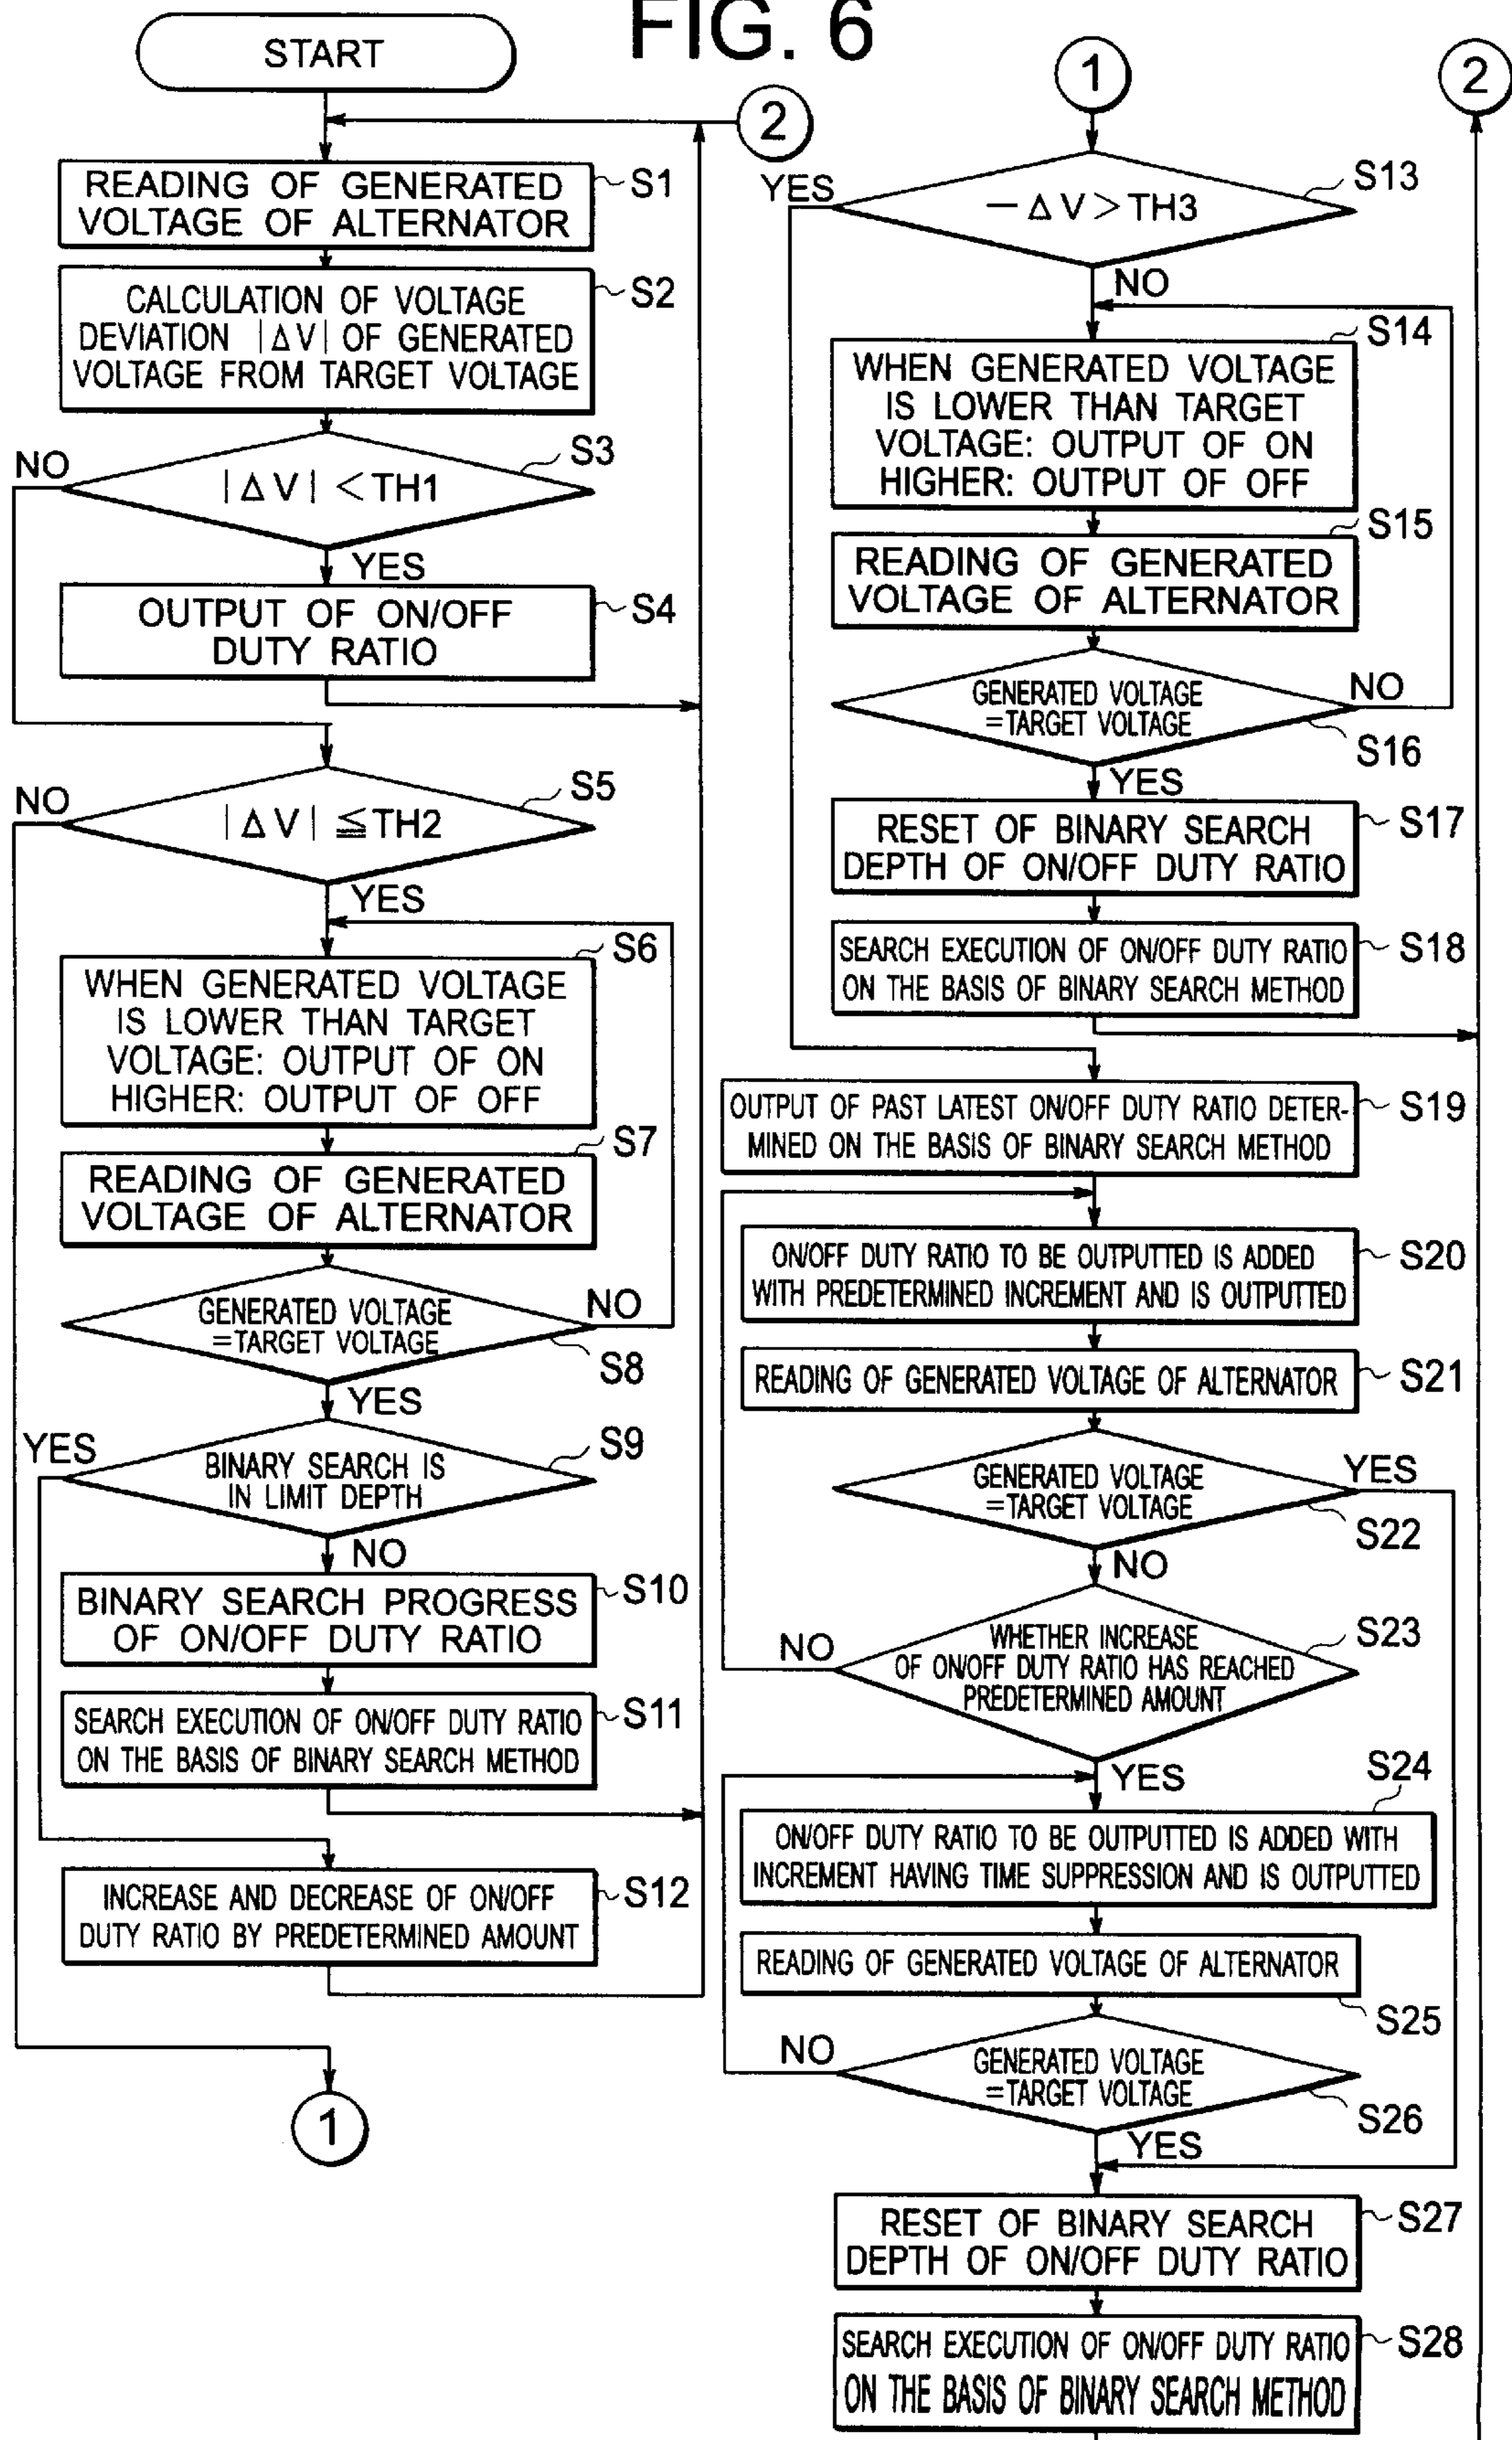 FIG. 6
START
2
READING OF GENERATED
VOLTAGE OF ALTERNATOR
S1
CALCULATION OF VOLTAGE
DEVIATION |ΔV| OF GENERATED
VOLTAGE FROM TARGET VOLTAGE
S2
|ΔV| <TH1
S3
NO
YES
OUTPUT OF ON/OFF
DUTY RATIO
S4
|ΔV| ≦TH2
S5
NO
YES
WHEN GENERATED VOLTAGE
IS LOWER THAN TARGET
VOLTAGE: OUTPUT OF ON
HIGHER: OUTPUT OF OFF
S6
READING OF GENERATED
VOLTAGE OF ALTERNATOR
S7
GENERATED VOLTAGE
=TARGET VOLTAGE
NO
S8
YES
BINARY SEARCH IS
IN LIMIT DEPTH
S9
YES
NO
BINARY SEARCH PROGRESS
OF ON/OFF DUTY RATIO
S10
SEARCH EXECUTION OF ON/OFF DUTY RATIO
ON THE BASIS OF BINARY SEARCH METHOD
S11
INCREASE AND DECREASE OF ON/OFF
DUTY RATIO BY PREDETERMINED AMOUNT
S12
1
1
2
−ΔV>TH3
S13
YES
NO
WHEN GENERATED VOLTAGE
IS LOWER THAN TARGET
VOLTAGE: OUTPUT OF ON
HIGHER: OUTPUT OF OFF
S14
READING OF GENERATED
VOLTAGE OF ALTERNATOR
S15
GENERATED VOLTAGE
=TARGET VOLTAGE
NO
S16
YES
RESET OF BINARY SEARCH
DEPTH OF ON/OFF DUTY RATIO
S17
SEARCH EXECUTION OF ON/OFF DUTY RATIO
ON THE BASIS OF BINARY SEARCH METHOD
S18
OUTPUT OF PAST LATEST ON/OFF DUTY RATIO DETER-
MINED ON THE BASIS OF BINARY SEARCH METHOD
S19
ON/OFF DUTY RATIO TO BE OUTPUTTED IS ADDED
WITH PREDETERMINED INCREMENT AND IS OUTPUTTED
S20
READING OF GENERATED VOLTAGE OF ALTERNATOR
S21
GENERATED VOLTAGE
=TARGET VOLTAGE
YES
S22
NO
WHETHER INCREASE
OF ON/OFF DUTY RATIO HAS REACHED
PREDETERMINED AMOUNT
S23
NO
YES
S24
ON/OFF DUTY RATIO TO BE OUTPUTTED IS ADDED WITH
INCREMENT HAVING TIME SUPPRESSION AND IS OUTPUTTED
READING OF GENERATED VOLTAGE OF ALTERNATOR
S25
GENERATED VOLTAGE
=TARGET VOLTAGE
NO
S26
YES
RESET OF BINARY SEARCH
DEPTH OF ON/OFF DUTY RATIO
S27
SEARCH EXECUTION OF ON/OFF DUTY RATIO
ON THE BASIS OF BINARY SEARCH METHOD
S28